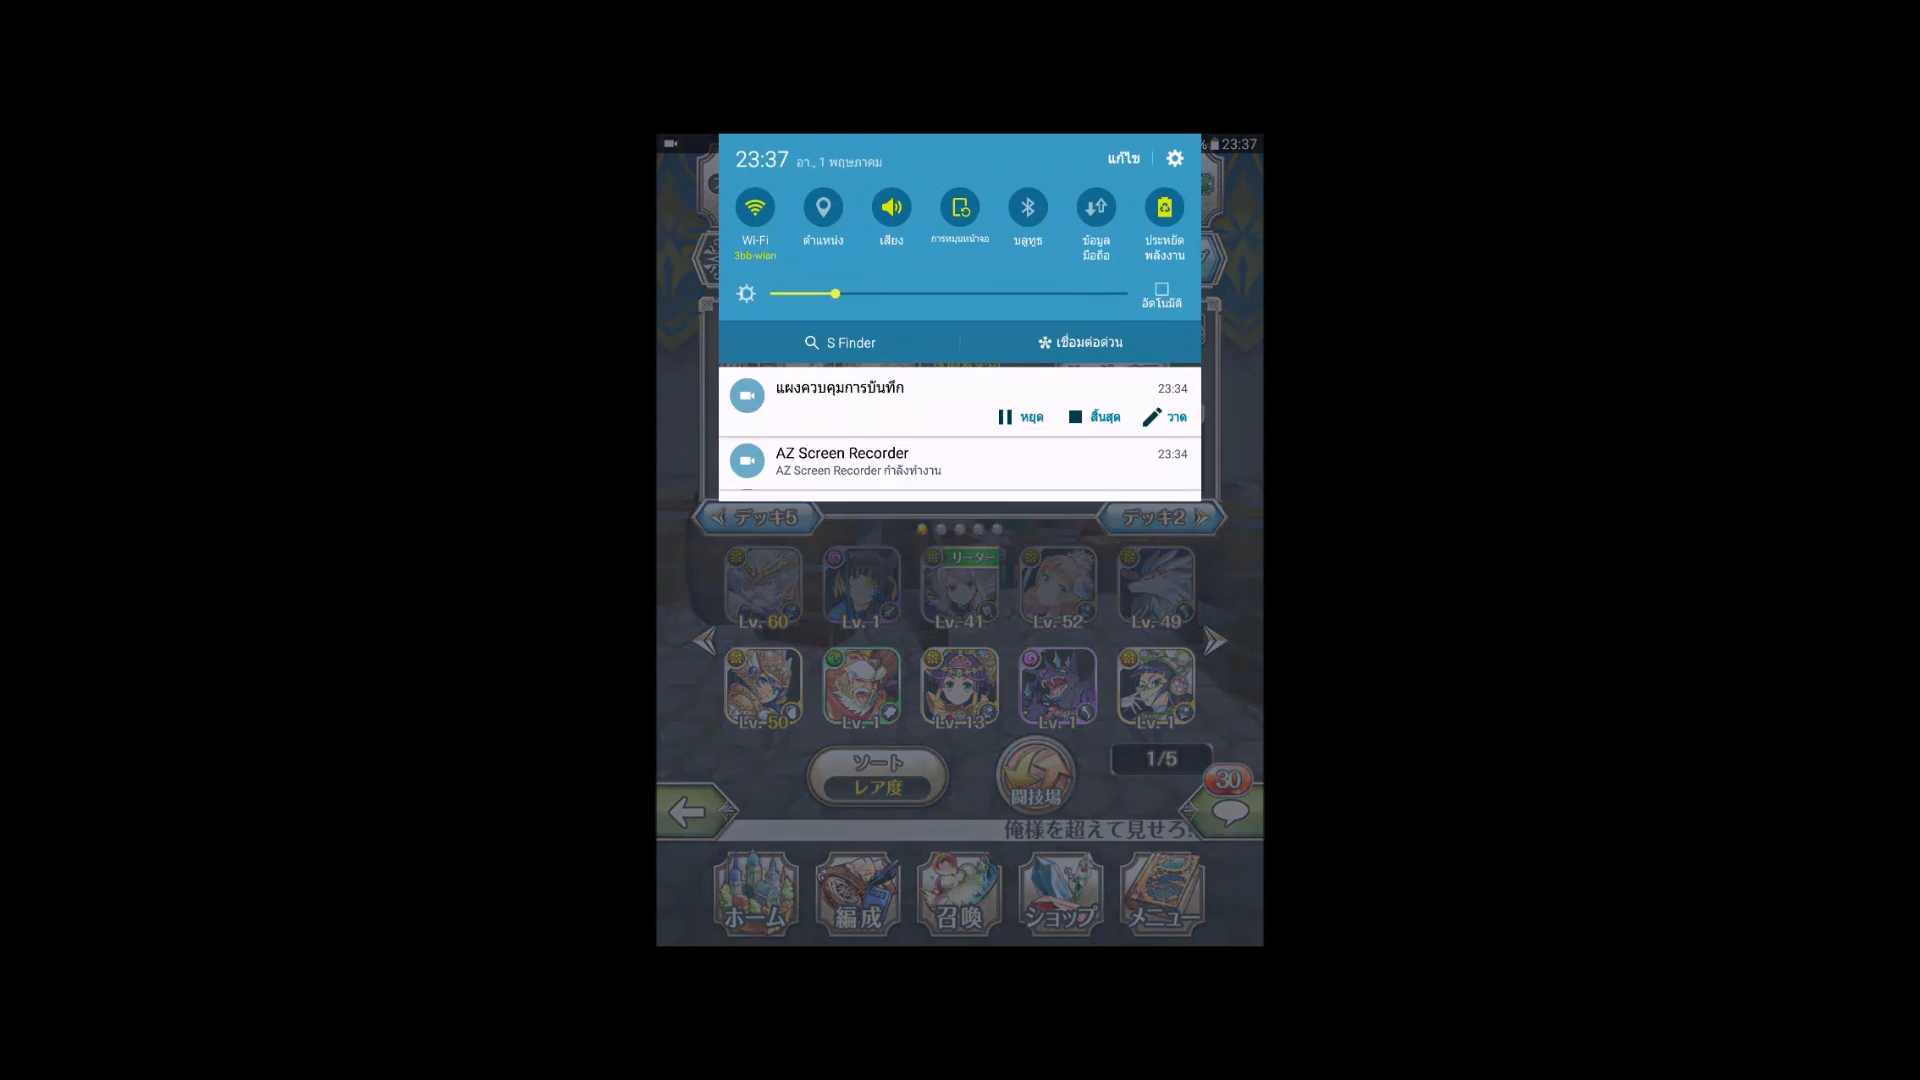 23:37
23:37 อา., 1 พฤษภาคม แก้ไข
Wi-Fi ตำแหน่ง เสียง การหมุนหน้าจอ บลูทูธ ข้อมูล ประหยัด
3bb-wlan มือถือ พลังงาน
อัตโนมัติ
S Finder เชื่อมต่อด่วน
แผงควบคุมการบันทึก 23:34
หยุด สิ้นสุด วาด
AZ Screen Recorder 23:34
AZ Screen Recorder กำลังทำงาน
デッキ5 デッキ2
リーダー
Lv. 60 Lv. 1 Lv. 41 Lv. 52 Lv. 49
Lv. 50 Lv. 1 Lv. 13 Lv. 1 Lv. 1
ソート 1/5
レア度 闘技場 30
俺様を超えて見せろ!
ホーム 編成 召喚 ショップ メニュー